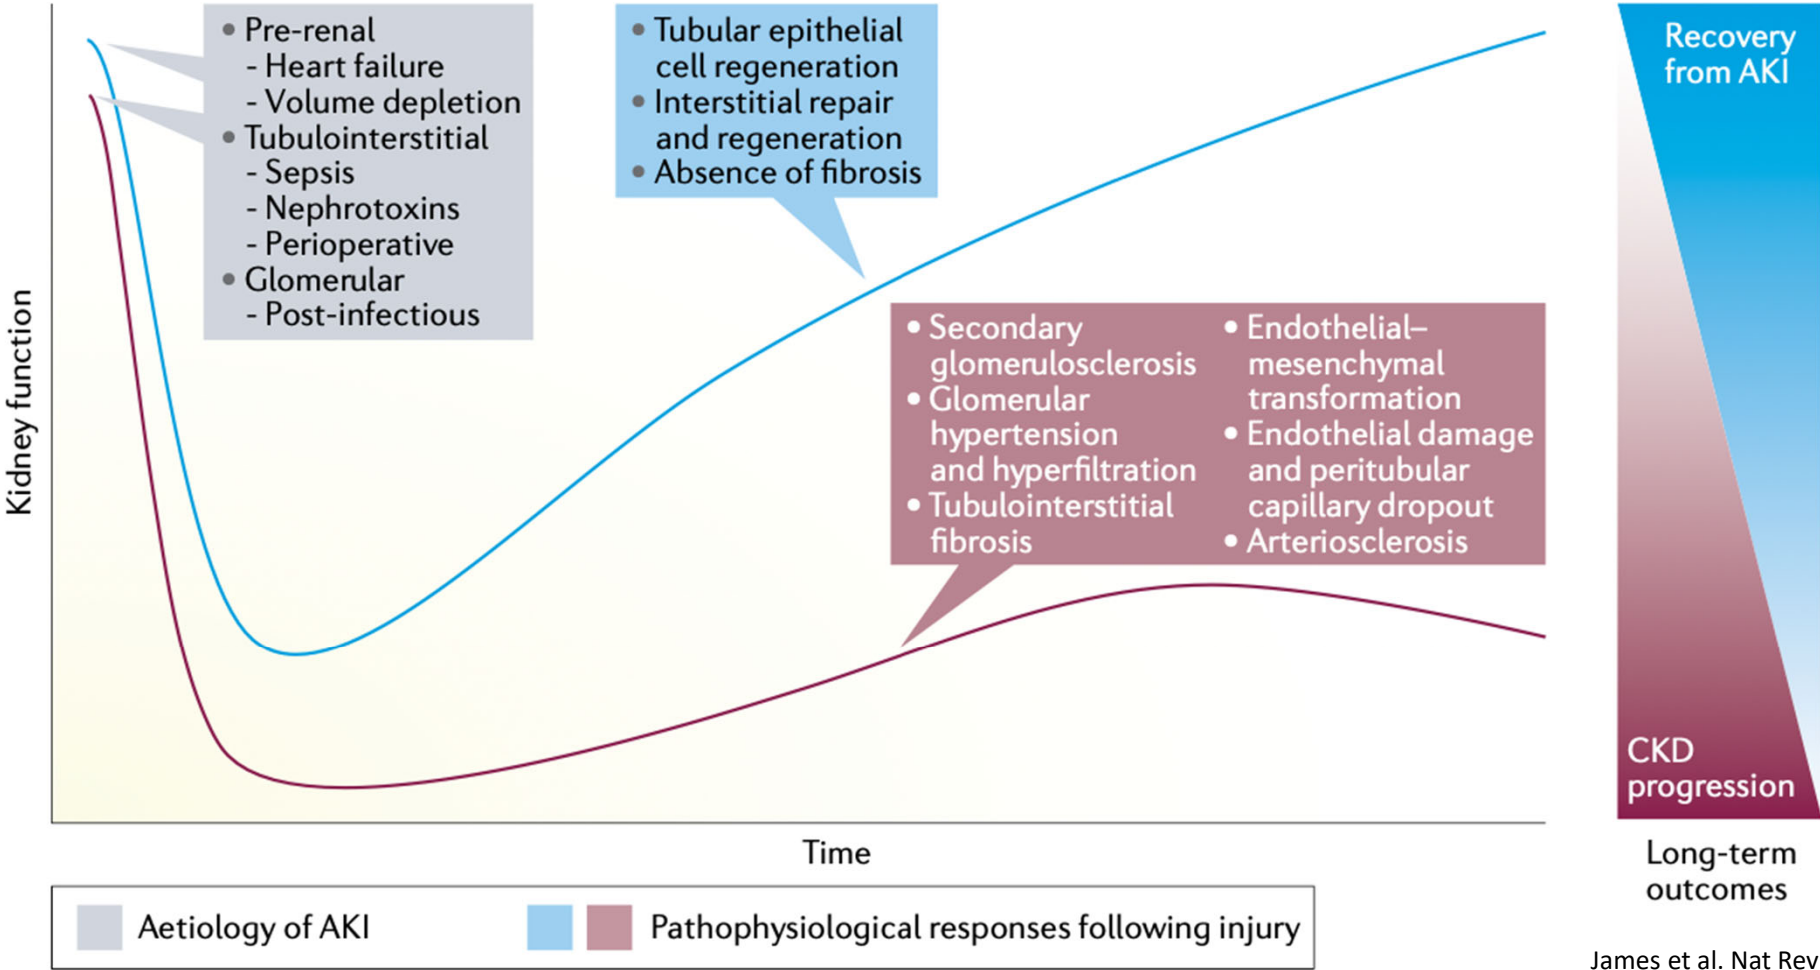 • Pre-renal
- Heart failure
- Volume depletion
• Tubulointerstitial
- Sepsis
- Nephrotoxins
- Perioperative
• Glomerular
- Post-infectious
• Tubular epithelial
cell regeneration
• Interstitial repair
and regeneration
• Absence of fibrosis
Recovery
from AKI
Kidney function
• Secondary
glomerulosclerosis
• Glomerular
hypertension
and hyperfiltration
• Tubulointerstitial
fibrosis
• Endothelial–
mesenchymal
transformation
• Endothelial damage
and peritubular
capillary dropout
• Arteriosclerosis
CKD
progression
Time
Long-term
outcomes
Aetiology of AKI
Pathophysiological responses following injury
James et al. Nat Rev